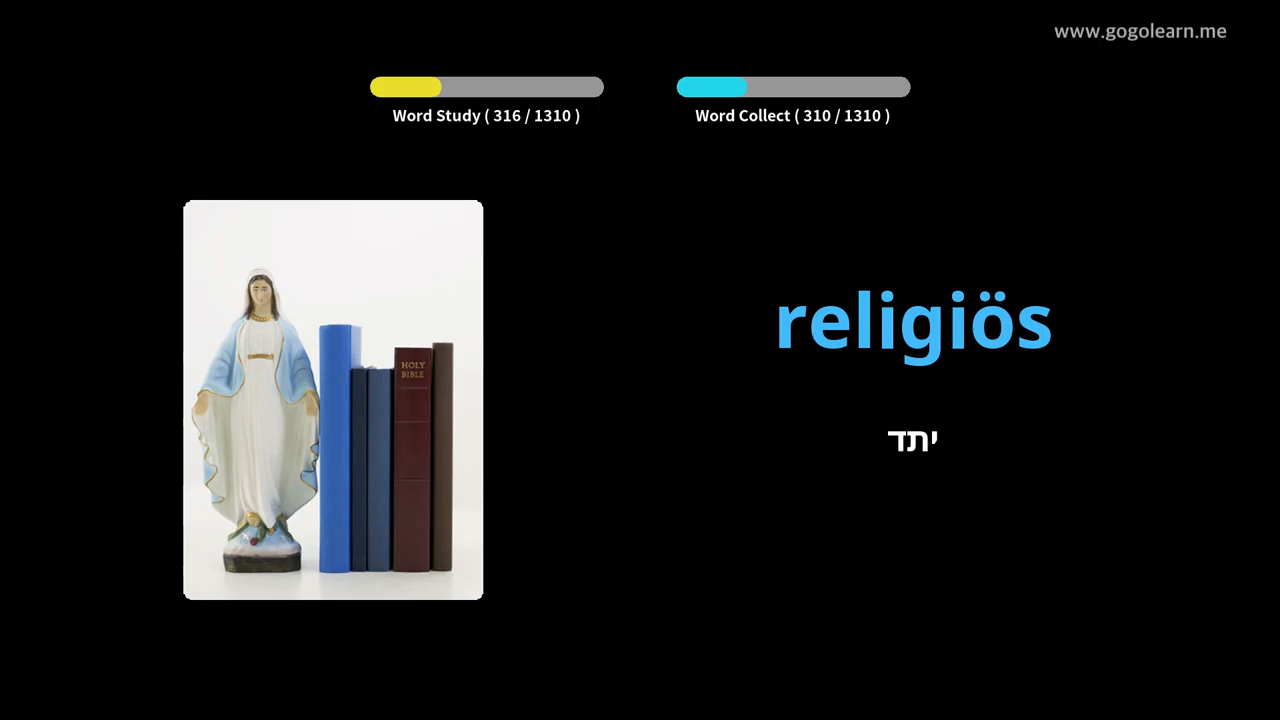 www.gogolearn.me
Word Study ( 316 / 1310 )
Word Collect ( 310 / 1310 )
HOLY
BIBLE
religiös
יתד